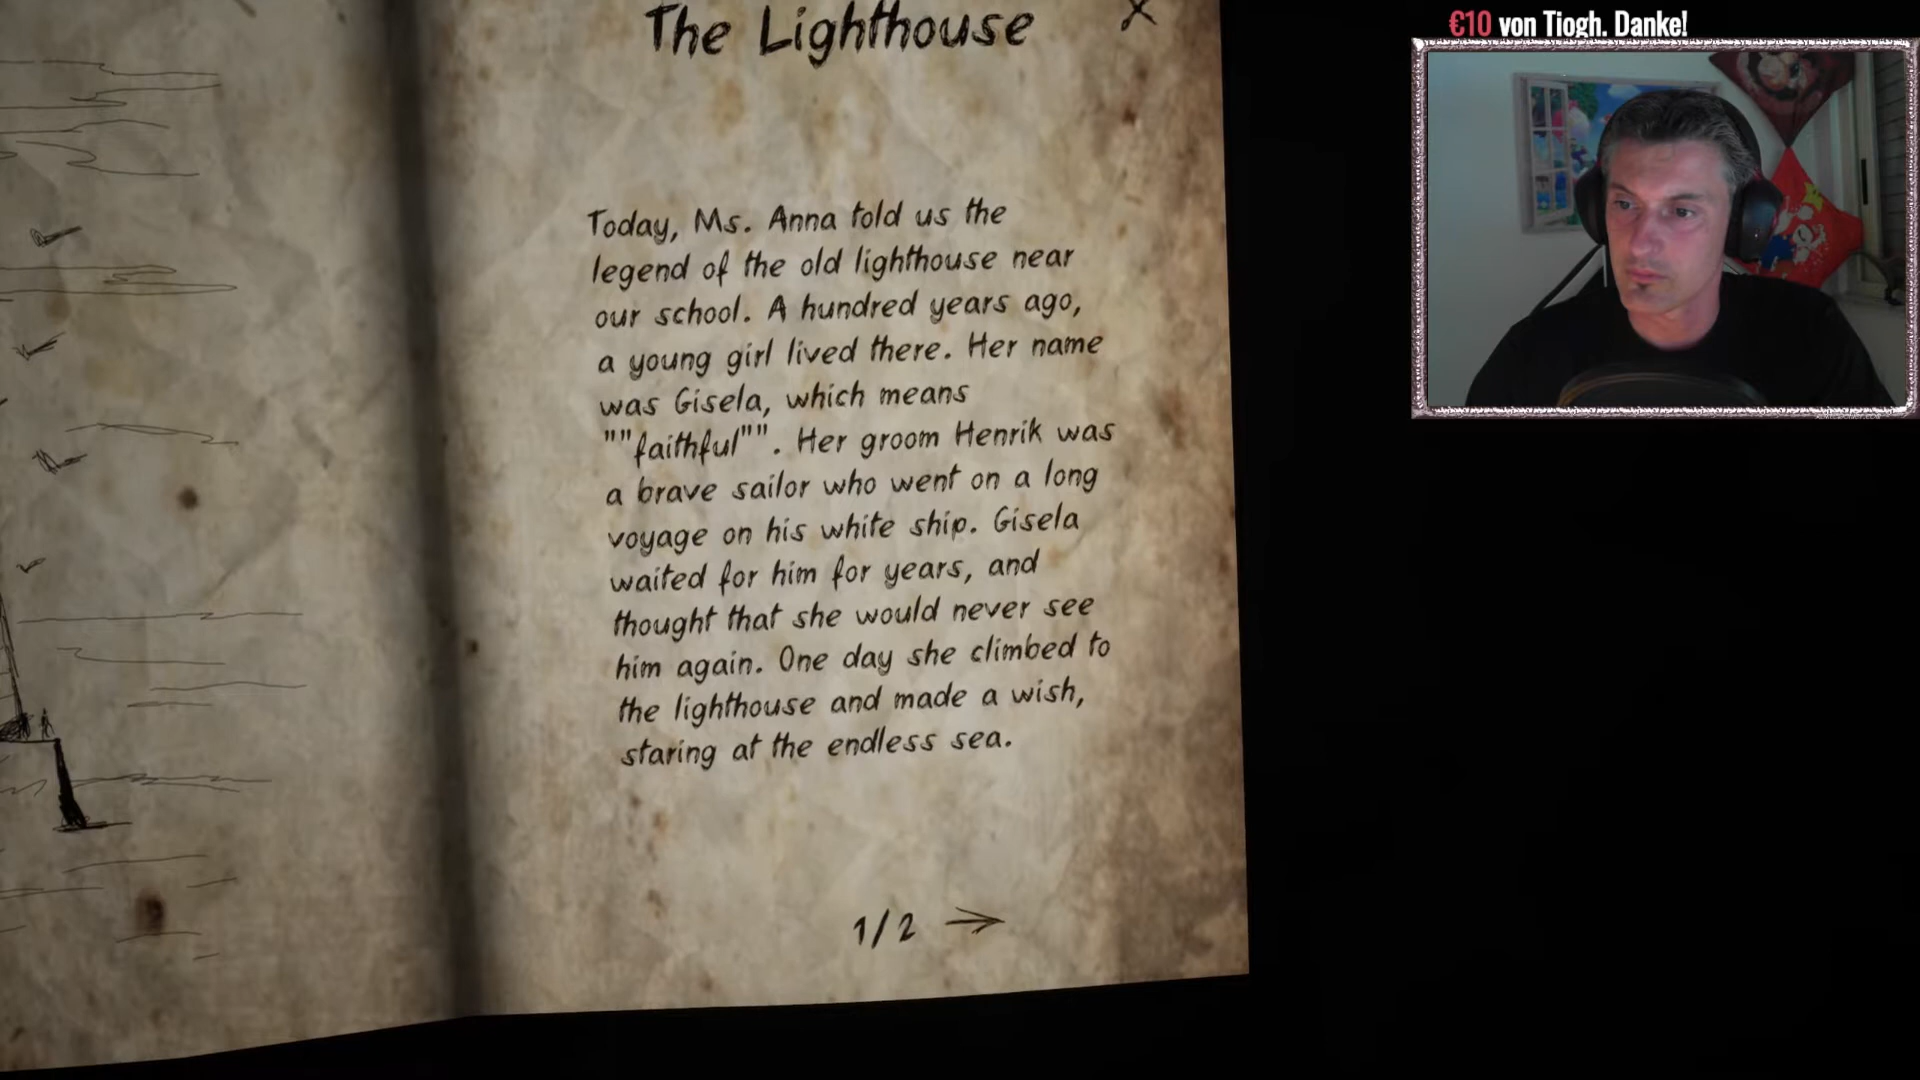 The Lighthouse
€10 von Tiogh. Danke!
Today, Ms. Anna told us the
legend of the old lighthouse near
our school. A hundred years ago,
a young girl lived there. Her name
was Gisela, which means
""faithful"". Her groom Henrik was
a brave sailor who went on a long
voyage on his white ship. Gisela
waited for him for years, and
thought that she would never see
him again. One day she climbed to
the lighthouse and made a wish,
staring at the endless sea.
1/2